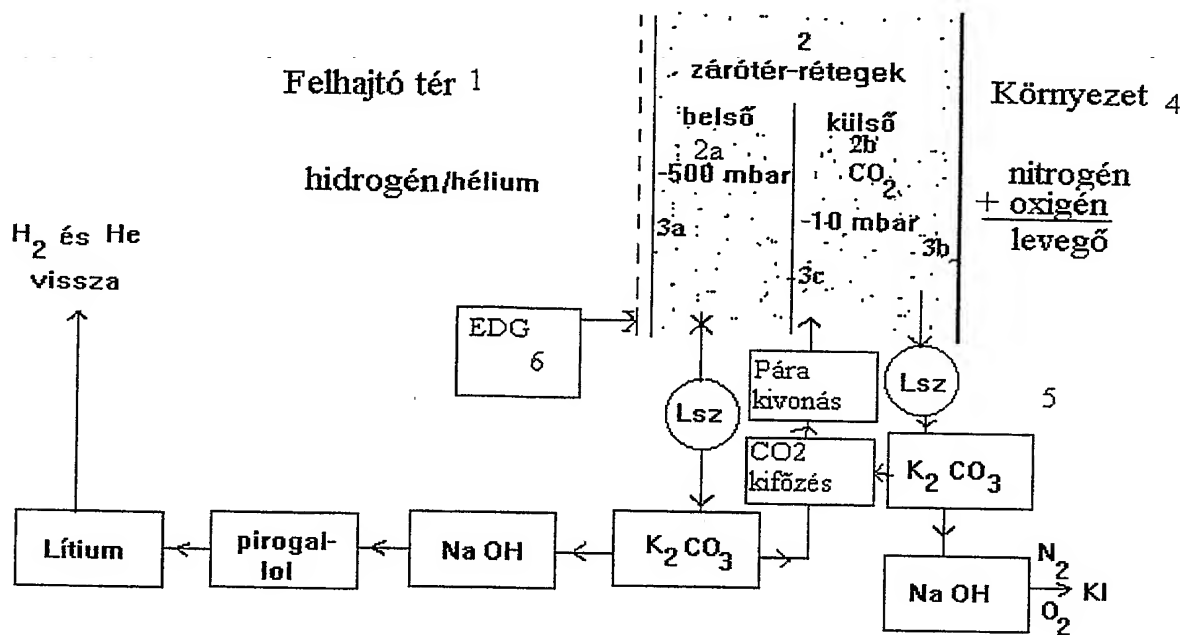 Felhajtó tér 1
hidrogén/hélium
H2 és He
vissza
2
zárótér-rétegek
belső
2a
-500 mbar
3a
külső
2b
CO2
-10 mbar
3b
3c
Környezet 4
nitrogén
+ oxigén
levegő
EDG
6
Lsz
Pára
kivonás
Lsz
5
CO2
kifőzés
K2 CO3
Lítium
pirogal-
lol
Na OH
K2CO3
Na OH
N2
KI
O2